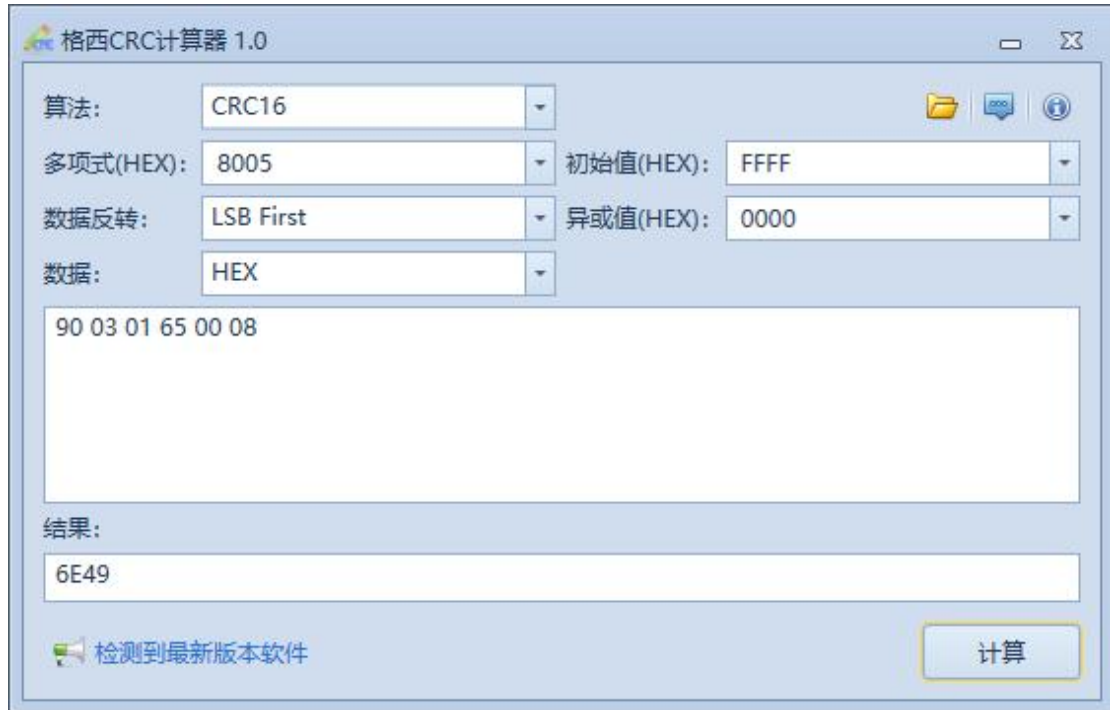 格西CRC计算器 1.0
算法: CRC16
多项式(HEX): 8005 初始值(HEX): FFFF
数据反转: LSB First 异或值(HEX): 0000
数据: HEX
90 03 01 65 00 08
结果:
6E49
检测到最新版本软件 计算